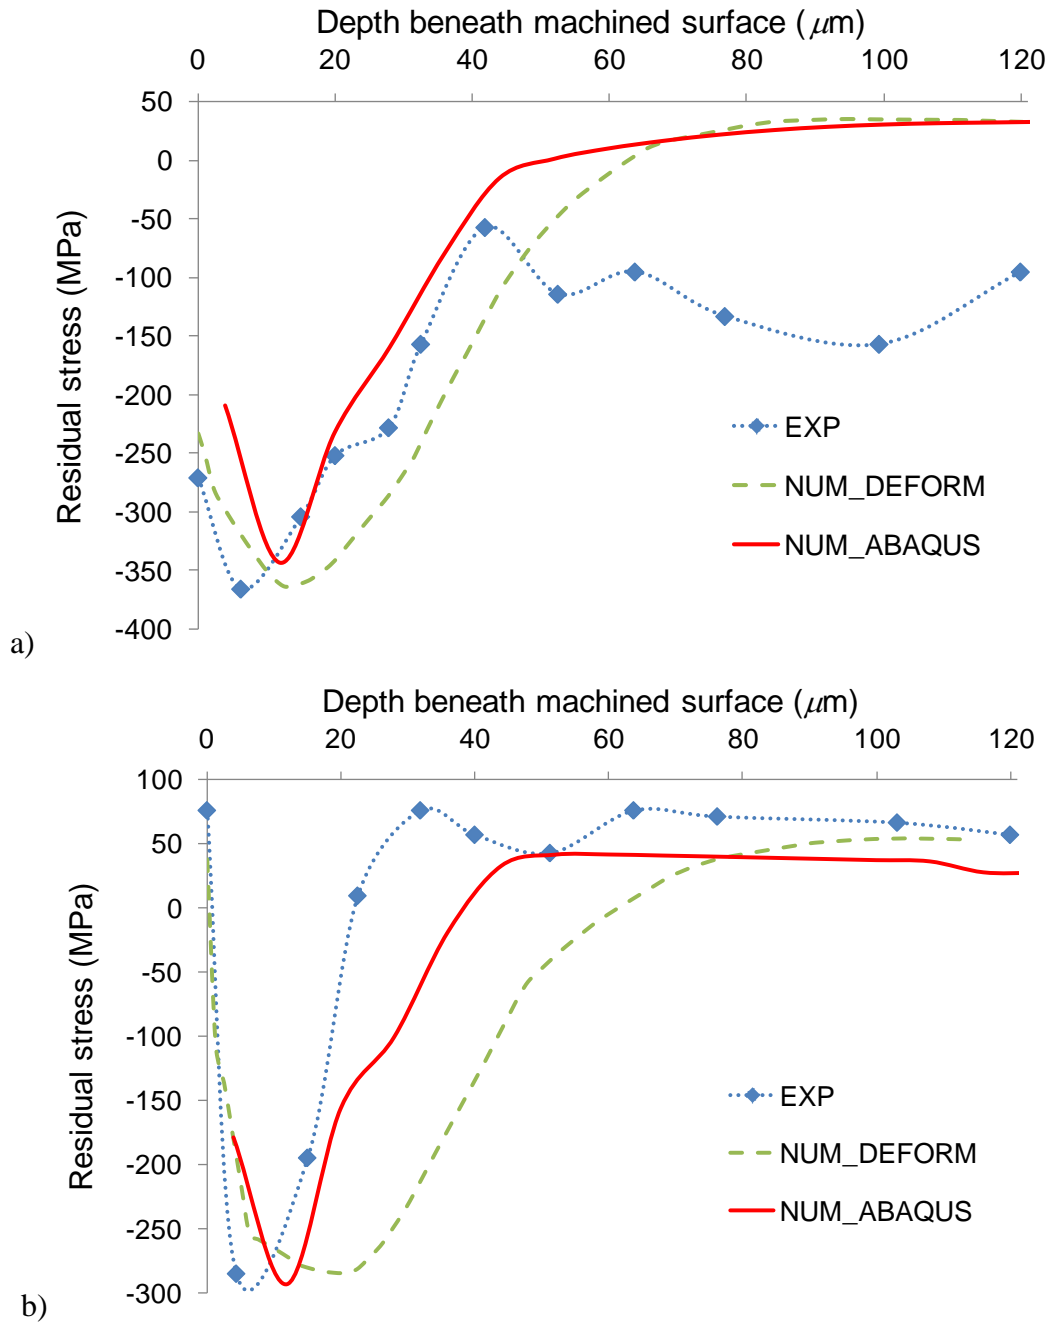 Depth beneath machined surface (μm)
0 20 40 60 80 100 120
50
0
-50
-100
-150
-200
-250
-300
-350
-400
Residual stress (MPa)
EXP
NUM_DEFORM
NUM_ABAQUS
a)
Depth beneath machined surface (μm)
0 20 40 60 80 100 120
100
50
0
-50
-100
-150
-200
-250
-300
Residual stress (MPa)
EXP
NUM_DEFORM
NUM_ABAQUS
b)